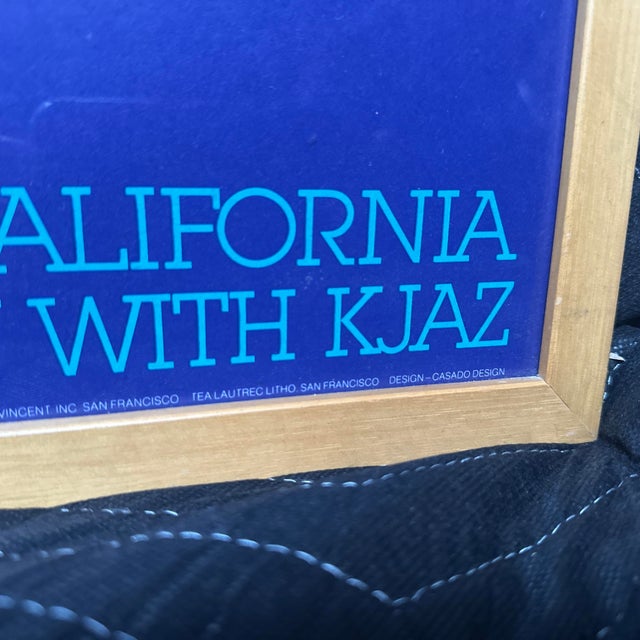 ALIFORNIA
WITH KJAZ
VINCENT INC SAN FRANCISCO TEA LAUTREC LITHO. SAN FRANCISCO DESIGN – CASADO DESIGN